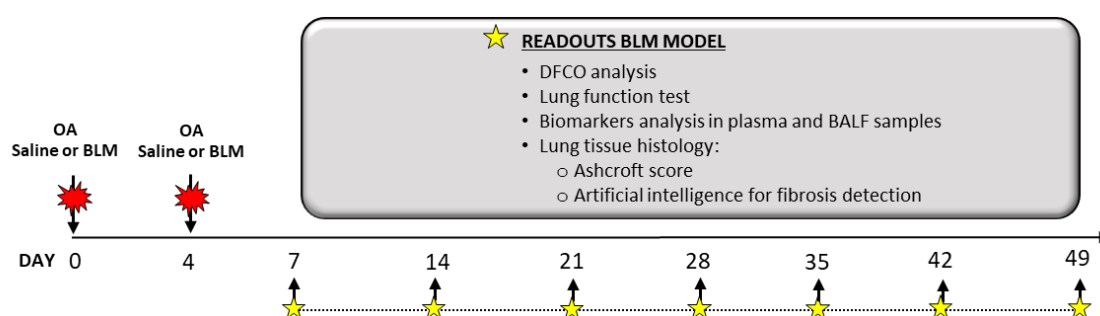 READOUTS BLM MODEL
• DFCO analysis
• Lung function test
• Biomarkers analysis in plasma and BALF samples
• Lung tissue histology:
o Ashcroft score
o Artificial intelligence for fibrosis detection
OA
Saline or BLM
OA
Saline or BLM
DAY 0 4 7 14 21 28 35 42 49